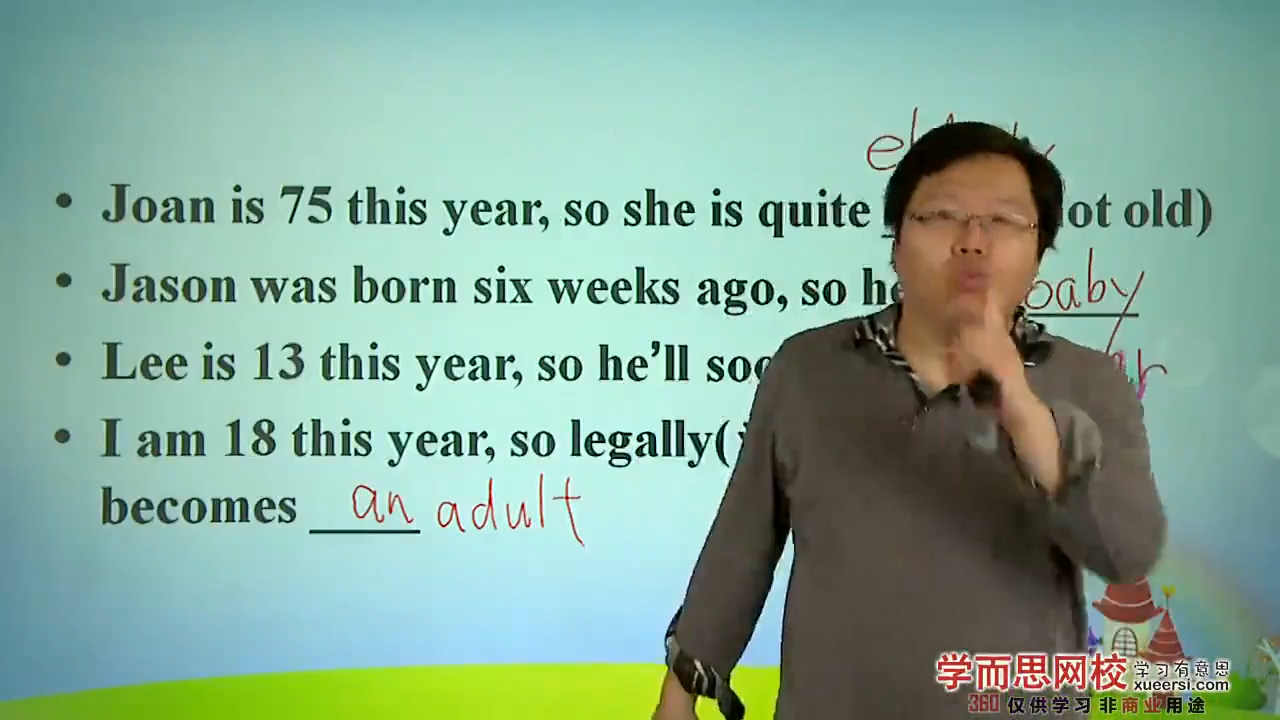 • Joan is 75 this year, so she is quite ot old)
• Jason was born six weeks ago, so he baby
• Lee is 13 this year, so he'll
• I am 18 this year, so legally(
becomes ____ an adult
学而思网校 学习有意思
xueersi.com
360 仅供学习 非商业用途